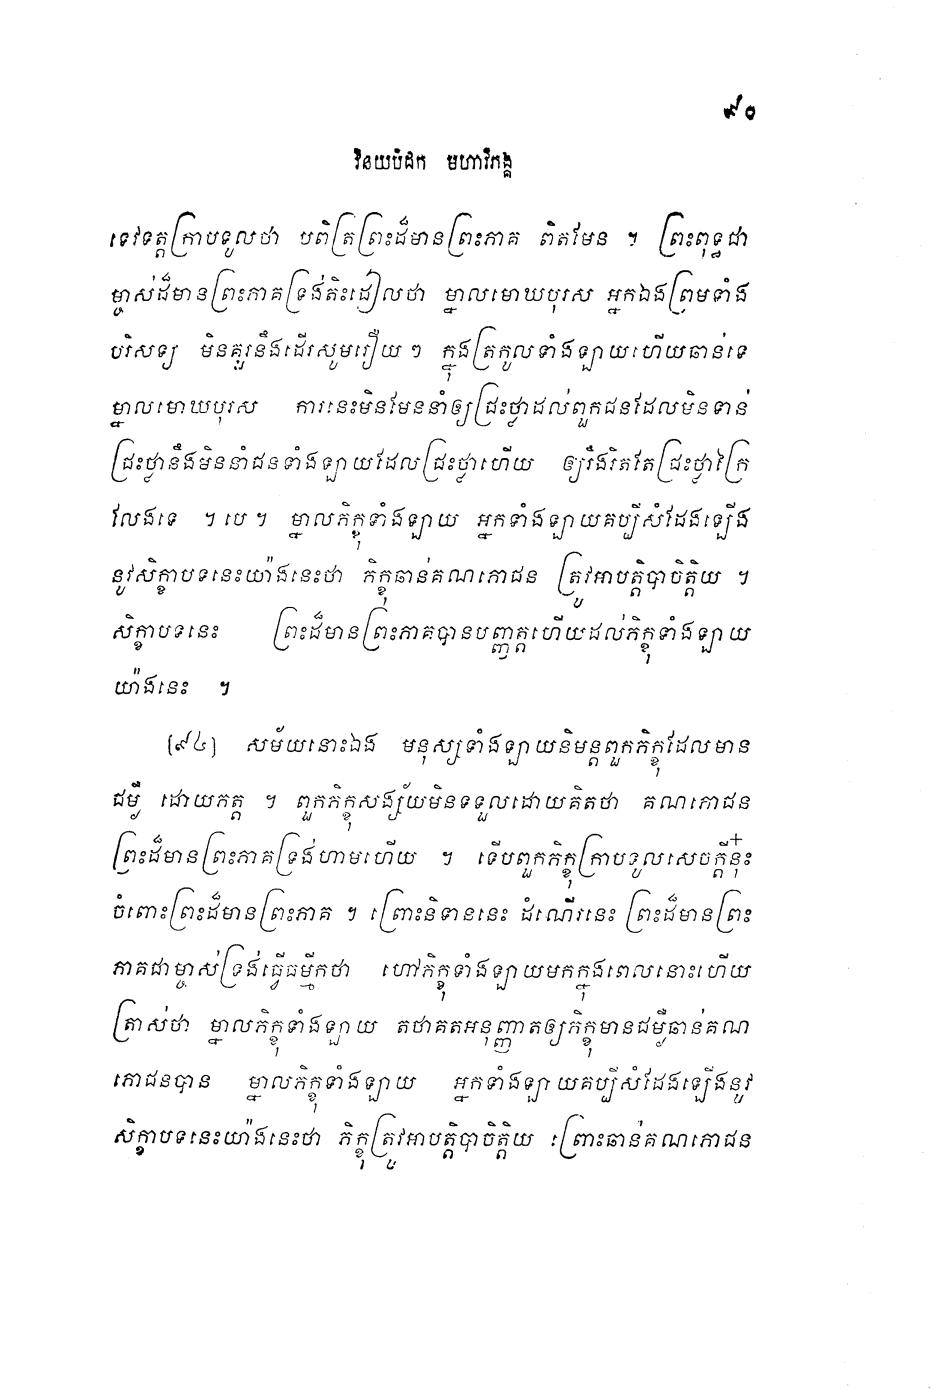 ៩០
វិនយបិដក មហាវិភង្គ
ទេវទត្តក្រាបទូលថា បពិត្រព្រះដ៏មានព្រះភាគ ពិតមែន ។ ព្រះពុទ្ធជា
ម្ចាស់ដ៏មានព្រះភាគទ្រង់តិះដៀលថា ម្នាលមោឃបុរស អ្នកឯងព្រមទាំង
បរិសទ្យ មិនគួរនឹងដើរសូមរឿយៗ ក្នុងត្រកូលទាំងឡាយហើយឆាន់ទេ
ម្នាលមោឃបុរស ការនេះមិនមែននាំឲ្យជ្រះថ្លាដល់ពួកជនដែលមិនទាន់
ជ្រះថ្លានឹងមិននាំជនទាំងឡាយដែលជ្រះថ្លាហើយ ឲ្យរឹងរិតតែជ្រះថ្លាក្រៃ
លែងទេ ។ បេ ។ ម្នាលភិក្ខុទាំងឡាយ អ្នកទាំងឡាយគប្បីសំដែងឡើង
នូវសិក្ខាបទនេះយ៉ាងនេះថា ភិក្ខុឆាន់គណភោជន ត្រូវអាបត្តិបាចិត្តិយ ។
សិក្ខាបទនេះ ព្រះដ៏មានព្រះភាគបានបញ្ញត្តហើយដល់ភិក្ខុទាំងឡាយ
យ៉ាងនេះ ។
[៩៤] សម័យនោះឯង មនុស្សទាំងឡាយនិមន្តពួកភិក្ខុដែលមាន
ជម្ងឺ ដោយភត្ត ។ ពួកភិក្ខុសង្ស័យមិនទទួលដោយគិតថា គណភោជន
ព្រះដ៏មានព្រះភាគទ្រង់ហាមហើយ ។ ទើបពួកភិក្ខុក្រាបទូលសេចក្តីនុ៎ះ
ចំពោះព្រះដ៏មានព្រះភាគ ។ ព្រោះនិទាននេះ ដំណើរនេះ ព្រះដ៏មានព្រះ
ភាគជាម្ចាស់ទ្រង់ធ្វើធម្មីកថា ហៅភិក្ខុទាំងឡាយមកក្នុងពេលនោះហើយ
ត្រាស់ថា ម្នាលភិក្ខុទាំងឡាយ តថាគតអនុញ្ញាតឲ្យភិក្ខុមានជម្ងឺឆាន់គណ
ភោជនបាន ម្នាលភិក្ខុទាំងឡាយ អ្នកទាំងឡាយគប្បីសំដែងឡើងនូវ
សិក្ខាបទនេះយ៉ាងនេះថា ភិក្ខុត្រូវអាបត្តិបាចិត្តិយ ព្រោះឆាន់គណភោជន